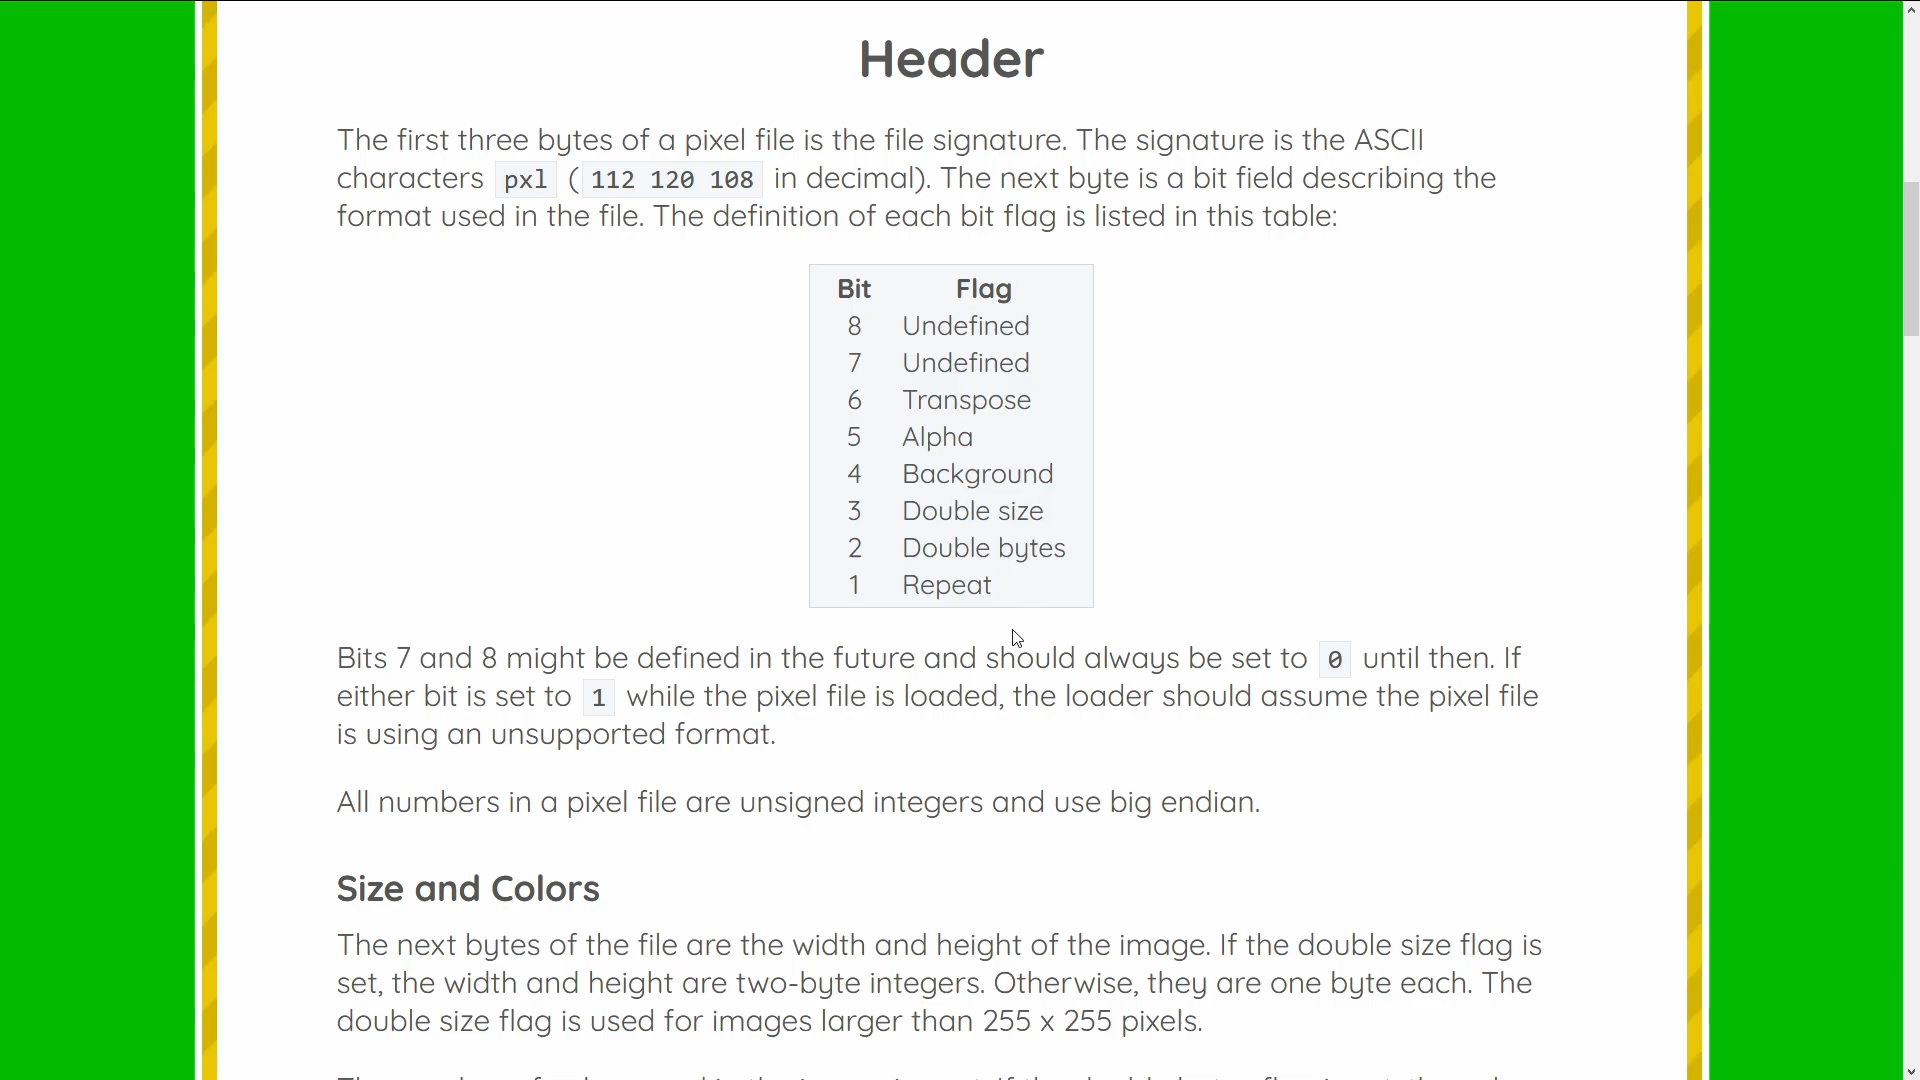 Header
The first three bytes of a pixel file is the file signature. The signature is the ASCII
characters pxl (112 120 108 in decimal). The next byte is a bit field describing the
format used in the file. The definition of each bit flag is listed in this table:
Bit Flag
8 Undefined
7 Undefined
6 Transpose
5 Alpha
4 Background
3 Double size
2 Double bytes
1 Repeat
Bits 7 and 8 might be defined in the future and should always be set to 0 until then. If
either bit is set to 1 while the pixel file is loaded, the loader should assume the pixel file
is using an unsupported format.
All numbers in a pixel file are unsigned integers and use big endian.
Size and Colors
The next bytes of the file are the width and height of the image. If the double size flag is
set, the width and height are two-byte integers. Otherwise, they are one byte each. The
double size flag is used for images larger than 255 x 255 pixels.